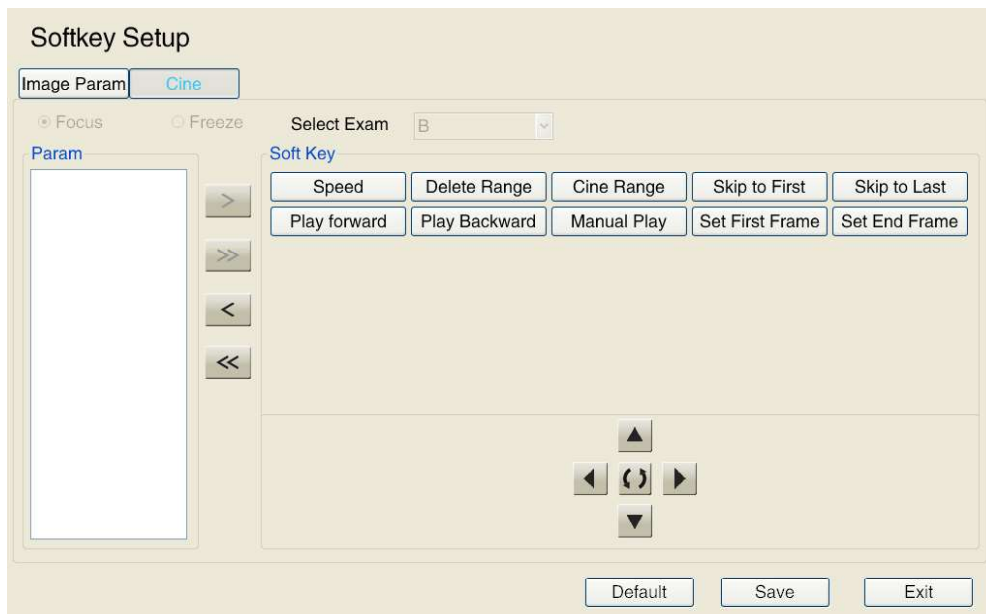 Softkey Setup
Image Param Cine
Focus Freeze Select Exam B
Param Soft Key
> Speed Delete Range Cine Range Skip to First Skip to Last
Play forward Play Backward Manual Play Set First Frame Set End Frame
>>
<
<<
Default Save Exit